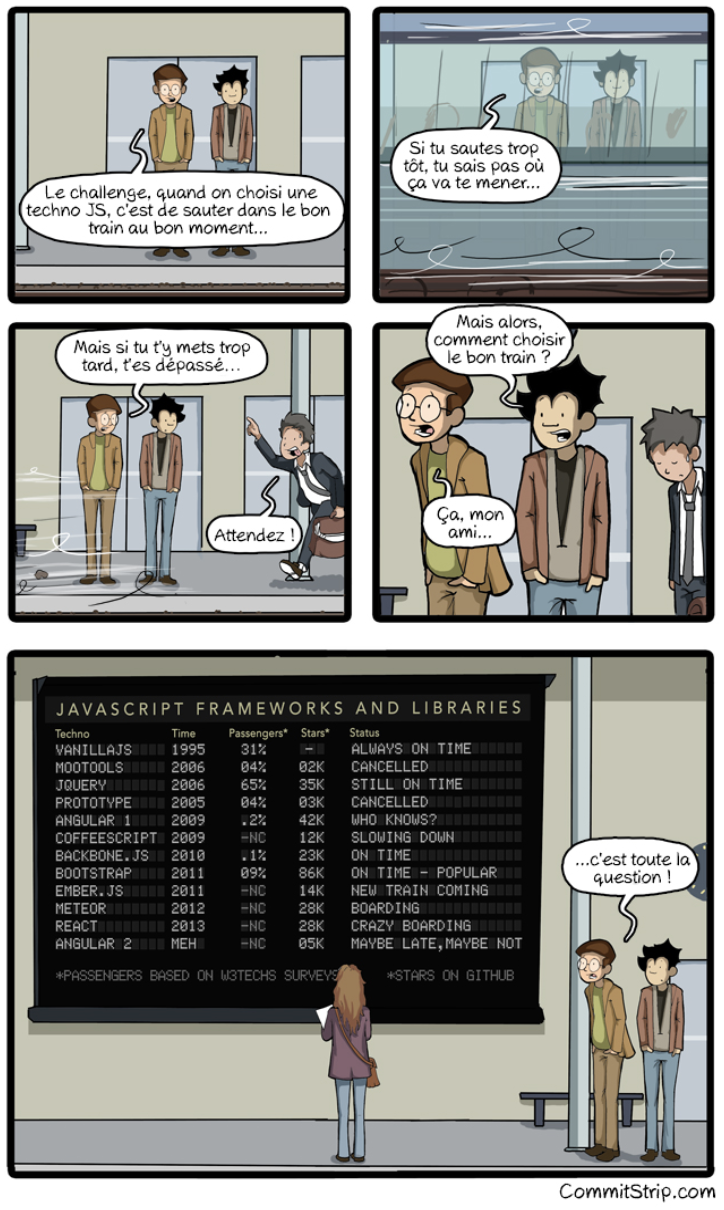 Le challenge, quand on choisi une
techno JS, c'est de sauter dans le bon
train au bon moment...
Si tu sautes trop
tôt, tu sais pas où
ça va te mener...
Mais si tu t'y mets trop
tard, t'es dépassé...
Attendez !
Mais alors,
comment choisir
le bon train ?
Ça, mon
ami...
JAVASCRIPT FRAMEWORKS AND LIBRARIES
Techno Time Passengers* Stars* Status
VANILLAJS 1995 31% - ALWAYS ON TIME
MOOTOOLS 2006 04% 02K CANCELLED
JQUERY 2006 65% 35K STILL ON TIME
PROTOTYPE 2005 04% 03K CANCELLED
ANGULAR 1 2009 .2% 42K WHO KNOWS?
COFFEESCRIPT 2009 -NC 12K SLOWING DOWN
BACKBONE.JS 2010 .1% 23K ON TIME
BOOTSTRAP 2011 09% 86K ON TIME - POPULAR
EMBER.JS 2011 -NC 14K NEW TRAIN COMING
METEOR 2012 -NC 28K BOARDING
REACT 2013 -NC 28K CRAZY BOARDING
ANGULAR 2 MEH -NC 05K MAYBE LATE,MAYBE NOT
*PASSENGERS BASED ON W3TECHS SURVEYS *STARS ON GITHUB
...c'est toute la
question !
CommitStrip.com